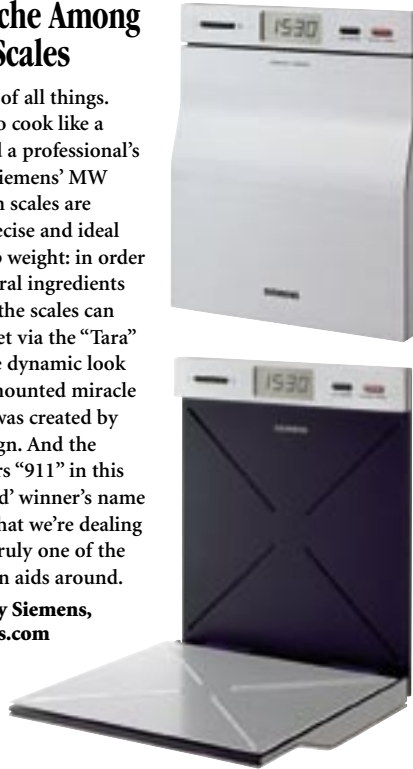 che Among
Scales
of all things.
o cook like a
l a professional's
iemens' MW
n scales are
ecise and ideal
o weight: in order
ral ingredients
the scales can
et via the “Tara”
e dynamic look
mounted miracle
was created by
gn. And the
rs “911” in this
d’ winner’s name
hat we’re dealing
ruly one of the
n aids around.
y Siemens,
s.com
1530
SIEMENS
1530
SIEMENS